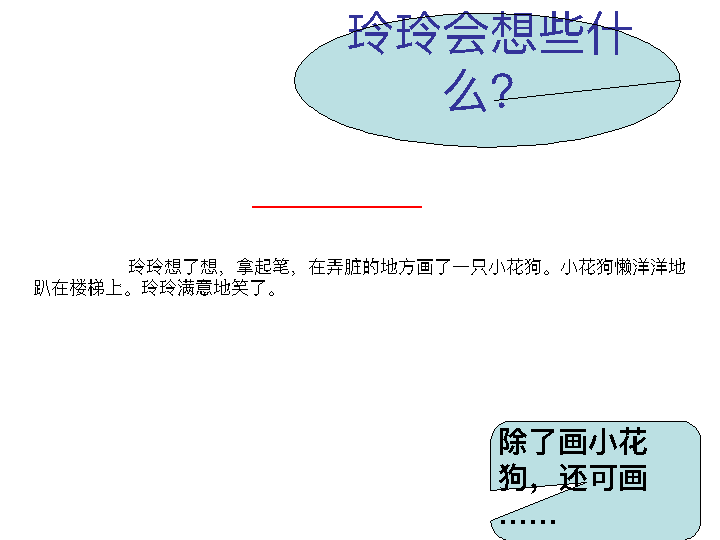 玲玲会想些什
么？
玲玲想了想，拿起笔，在弄脏的地方画了一只小花狗。小花狗懒洋洋地
趴在楼梯上。玲玲满意地笑了。
除了画小花
狗，还可画
……